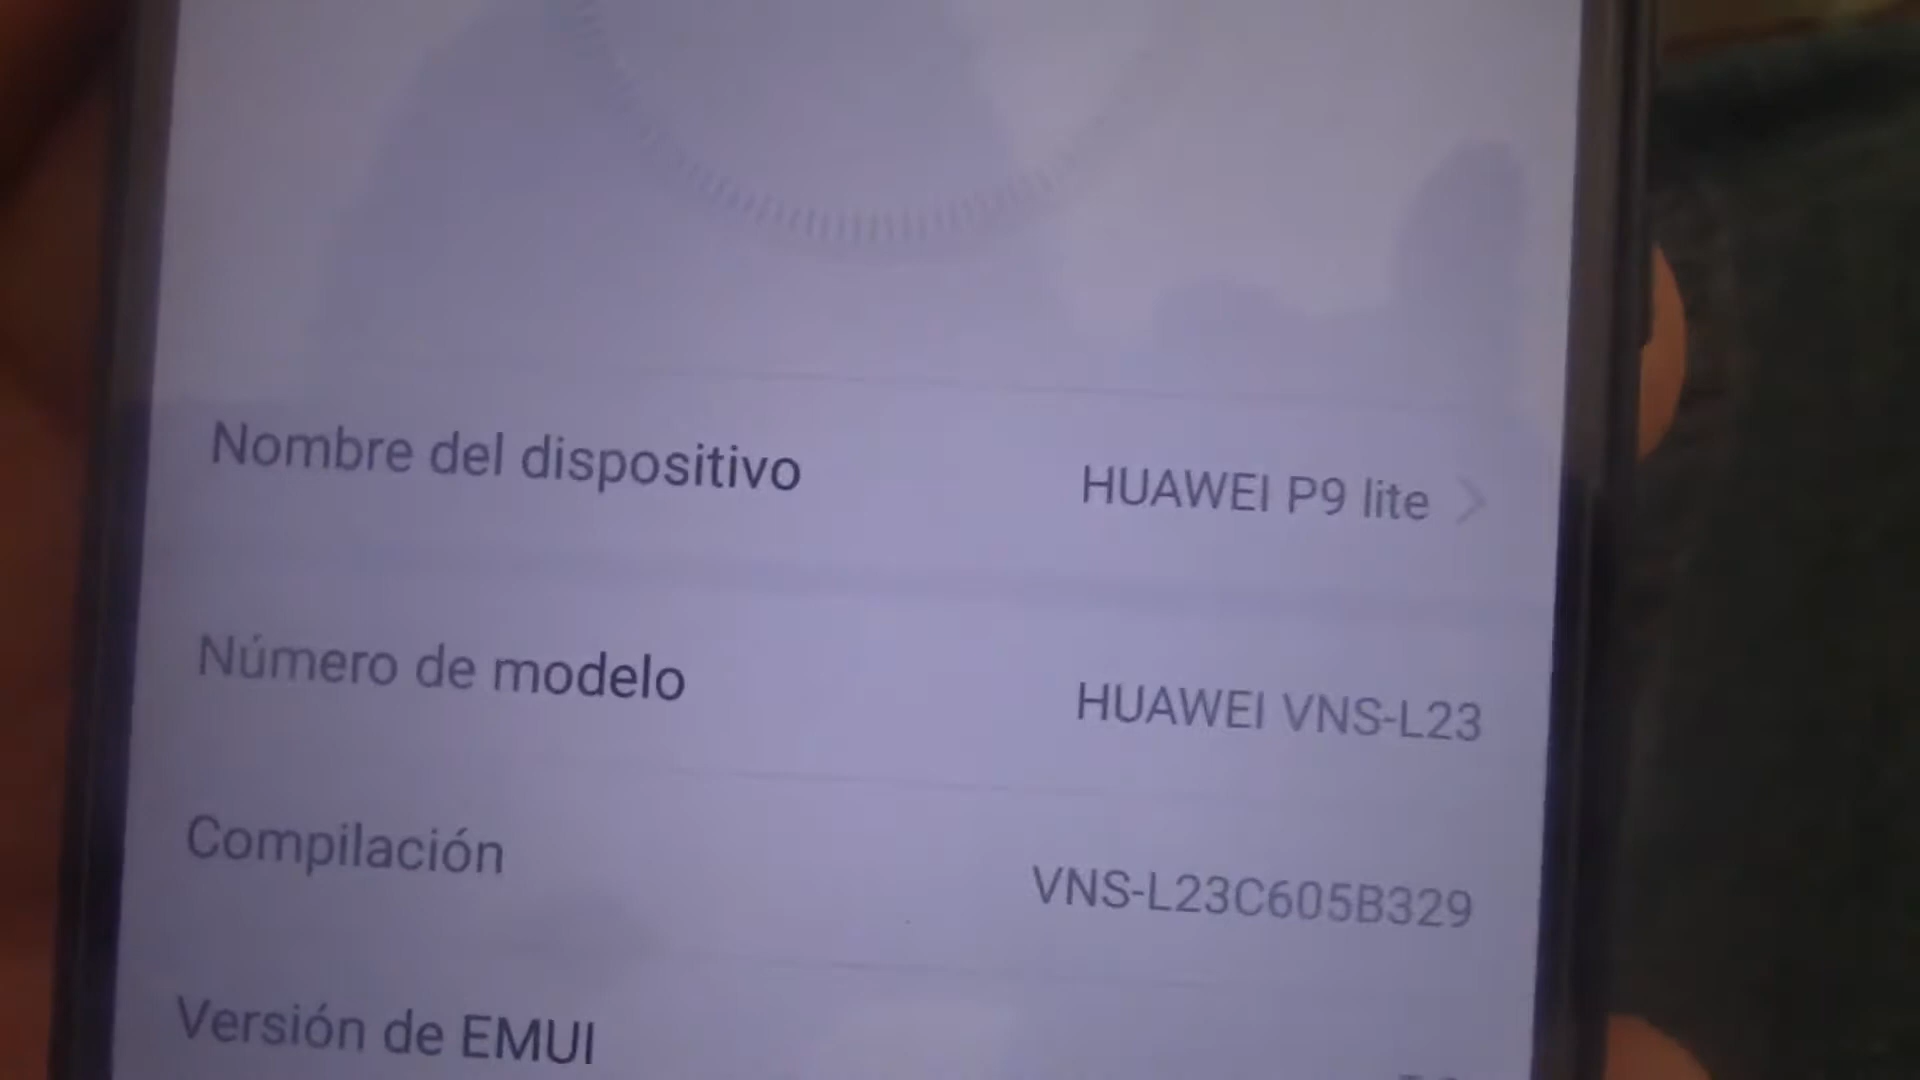 Nombre del dispositivo HUAWEI P9 lite
Número de modelo HUAWEI VNS-L23
Compilación VNS-L23C605B329
Versión de EMUI